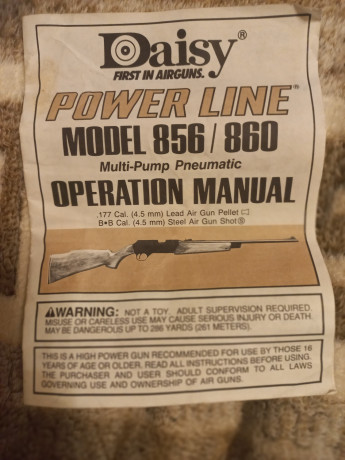 Daisy®
FIRST IN AIRGUNS.
POWER LINE®
MODEL 856/860
Multi-Pump Pneumatic
OPERATION MANUAL
.177 Cal. (4.5 mm) Lead Air Gun Pellet
B•B Cal. (4.5 mm) Steel Air Gun Shot
⚠WARNING: NOT A TOY. ADULT SUPERVISION REQUIRED.
MISUSE OR CARELESS USE MAY CAUSE SERIOUS INJURY OR DEATH.
MAY BE DANGEROUS UP TO 286 YARDS (261 METERS).
THIS IS A HIGH POWER GUN RECOMMENDED FOR USE BY THOSE 16
YEARS OF AGE OR OLDER. READ ALL INSTRUCTIONS BEFORE USING.
THE PURCHASER AND USER SHOULD CONFORM TO ALL LAWS
GOVERNING USE AND OWNERSHIP OF AIR GUNS.